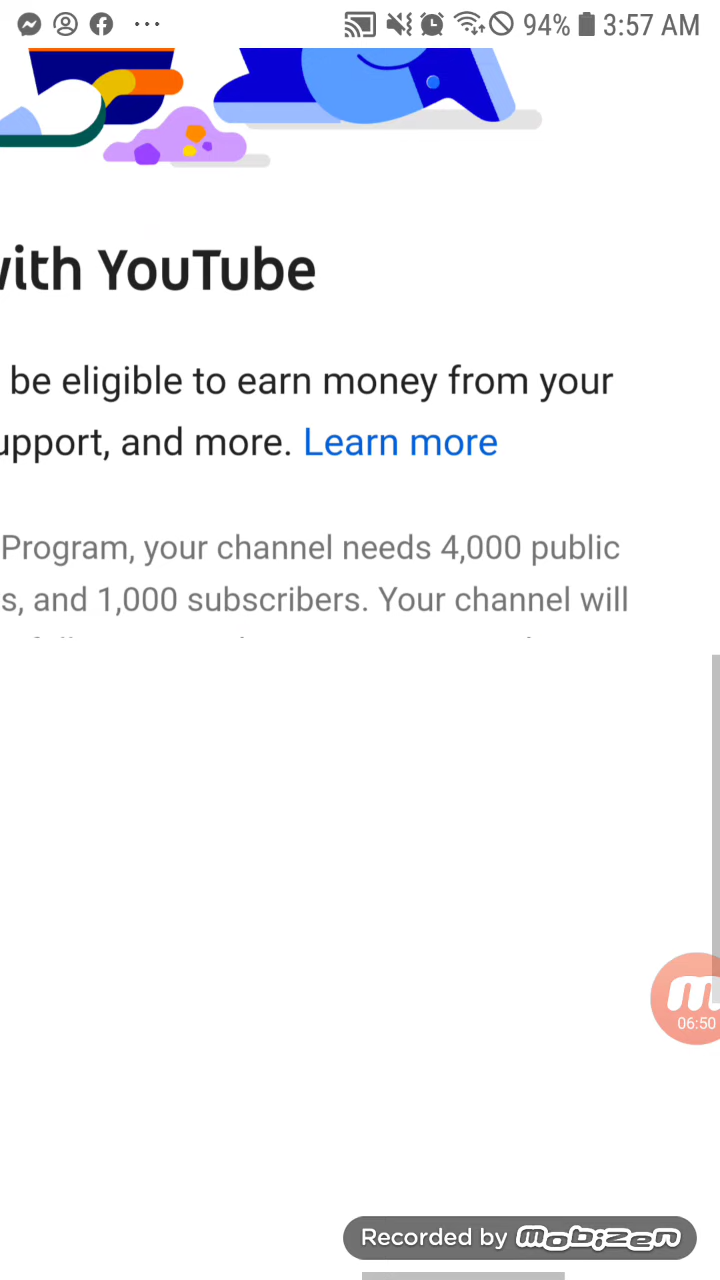 94% 3:57 AM
with YouTube
be eligible to earn money from your
upport, and more. Learn more
Program, your channel needs 4,000 public
s, and 1,000 subscribers. Your channel will
06:50
Recorded by mobizen